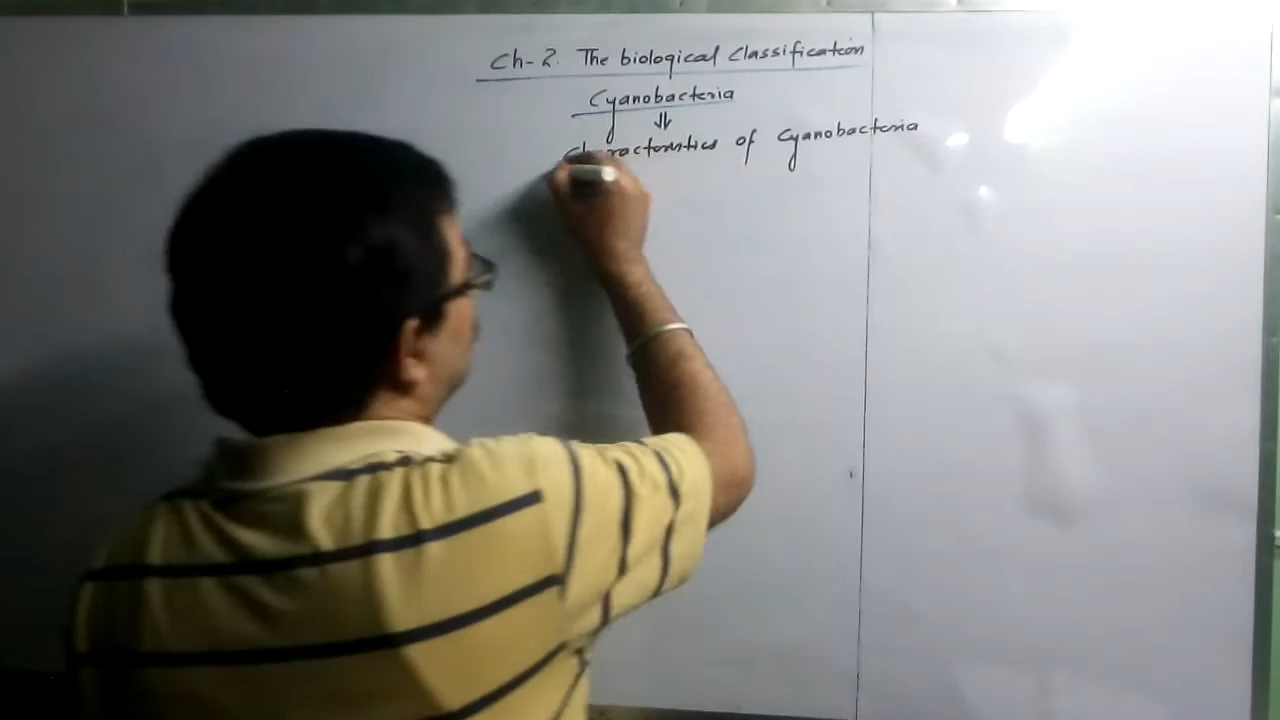 Ch-2. The biological Classification
Cyanobacteria
⇓
Characteristics of Cyanobacteria